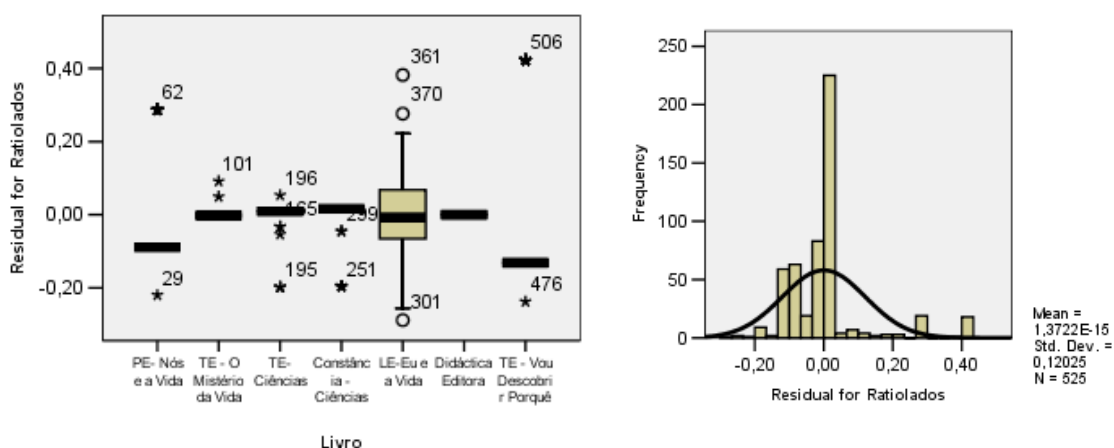 Residual for Ratiolados
0,40
0,20
0,00
-0,20
62
29
101
196
165
195
299
251
361
370
301
506
476
PE- Nós
e a Vida
TE - O
Mistério
da Vida
TE-
Ciências
Constânc
ia -
Ciências
LE-Eu e
a Vida
Didáctica
Editora
TE - Vou
Descobri
r Porquê
Livro
Frequency
250
200
150
100
50
0
-0,20
0,00
0,20
0,40
Residual for Ratiolados
Mean =
1,3722E-15
Std. Dev. =
0,12025
N = 525